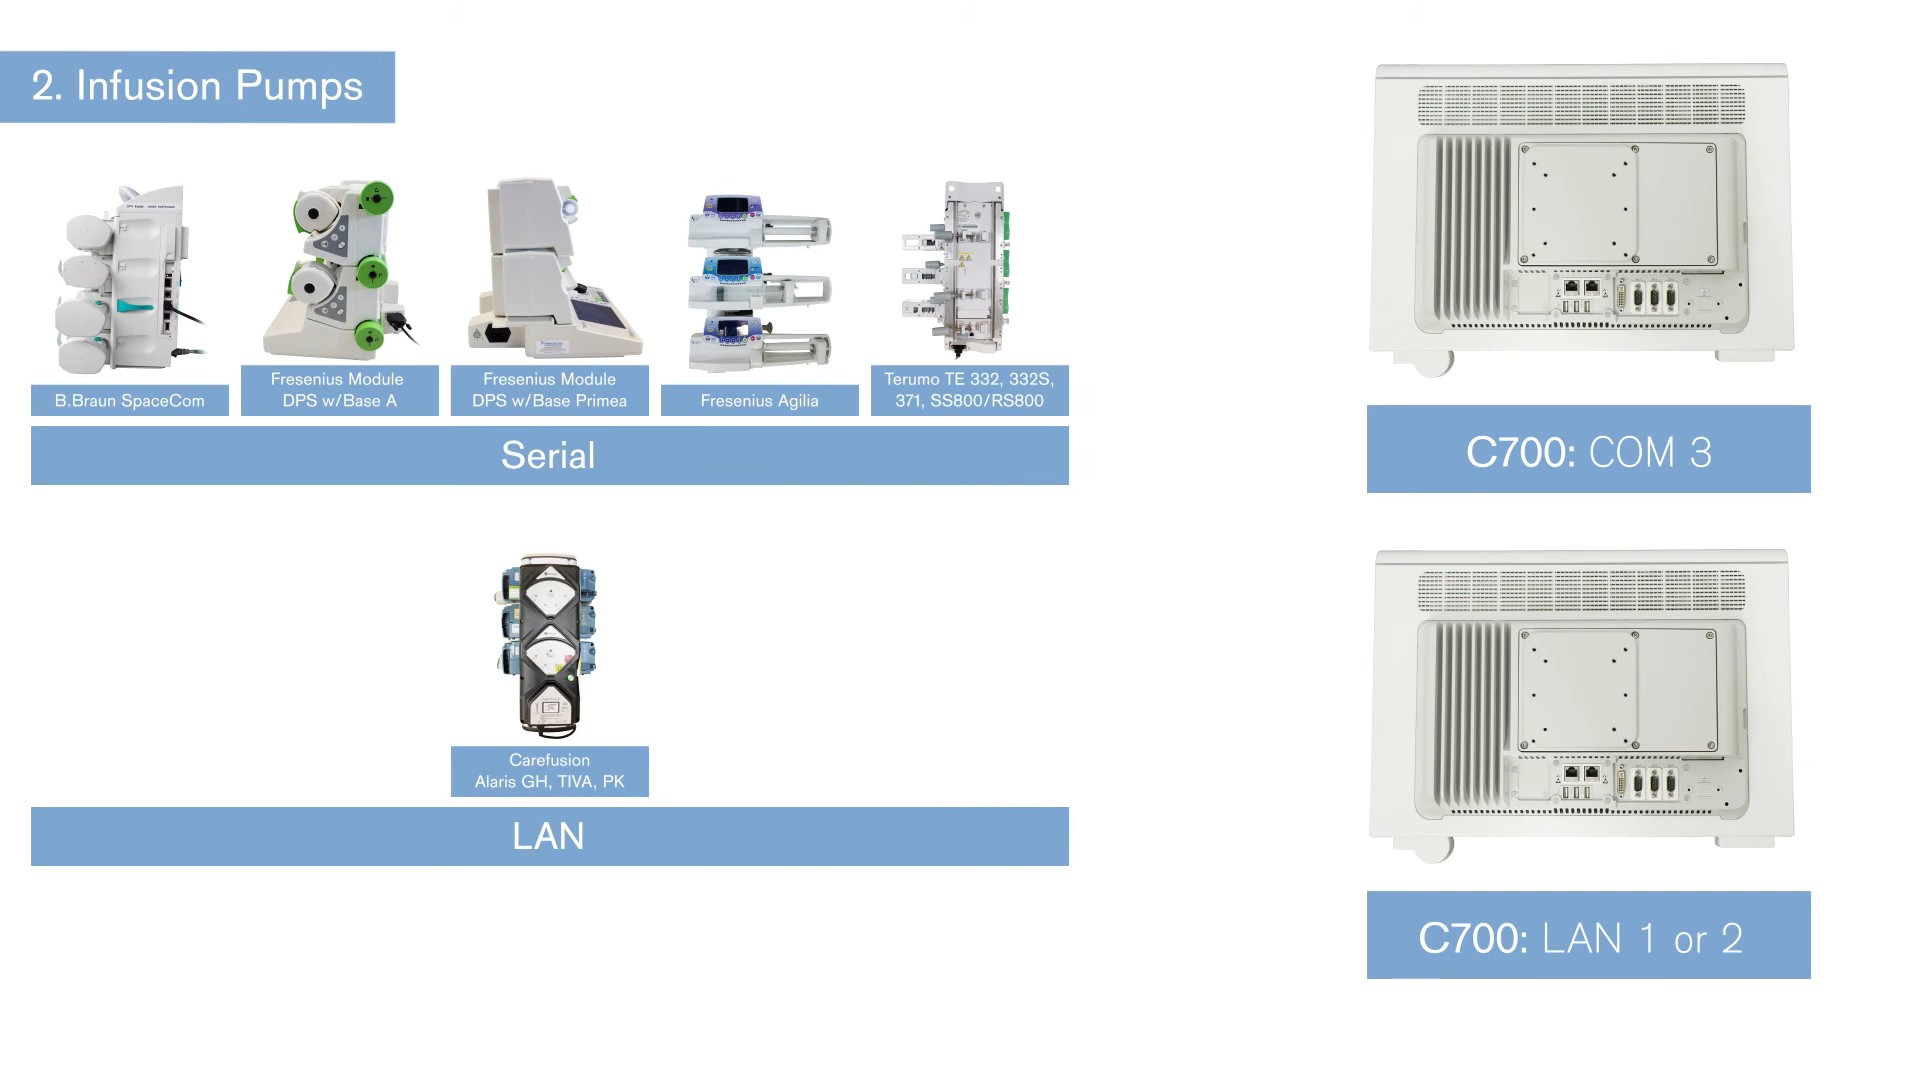 2. Infusion Pumps
B.Braun SpaceCom
Fresenius Module
DPS w/Base A
Fresenius Module
DPS w/Base Primea
Fresenius Agilia
Terumo TE 332, 332S,
371, SS800/RS800
Serial
C700: COM 3
Carefusion
Alaris GH, TIVA, PK
LAN
C700: LAN 1 or 2